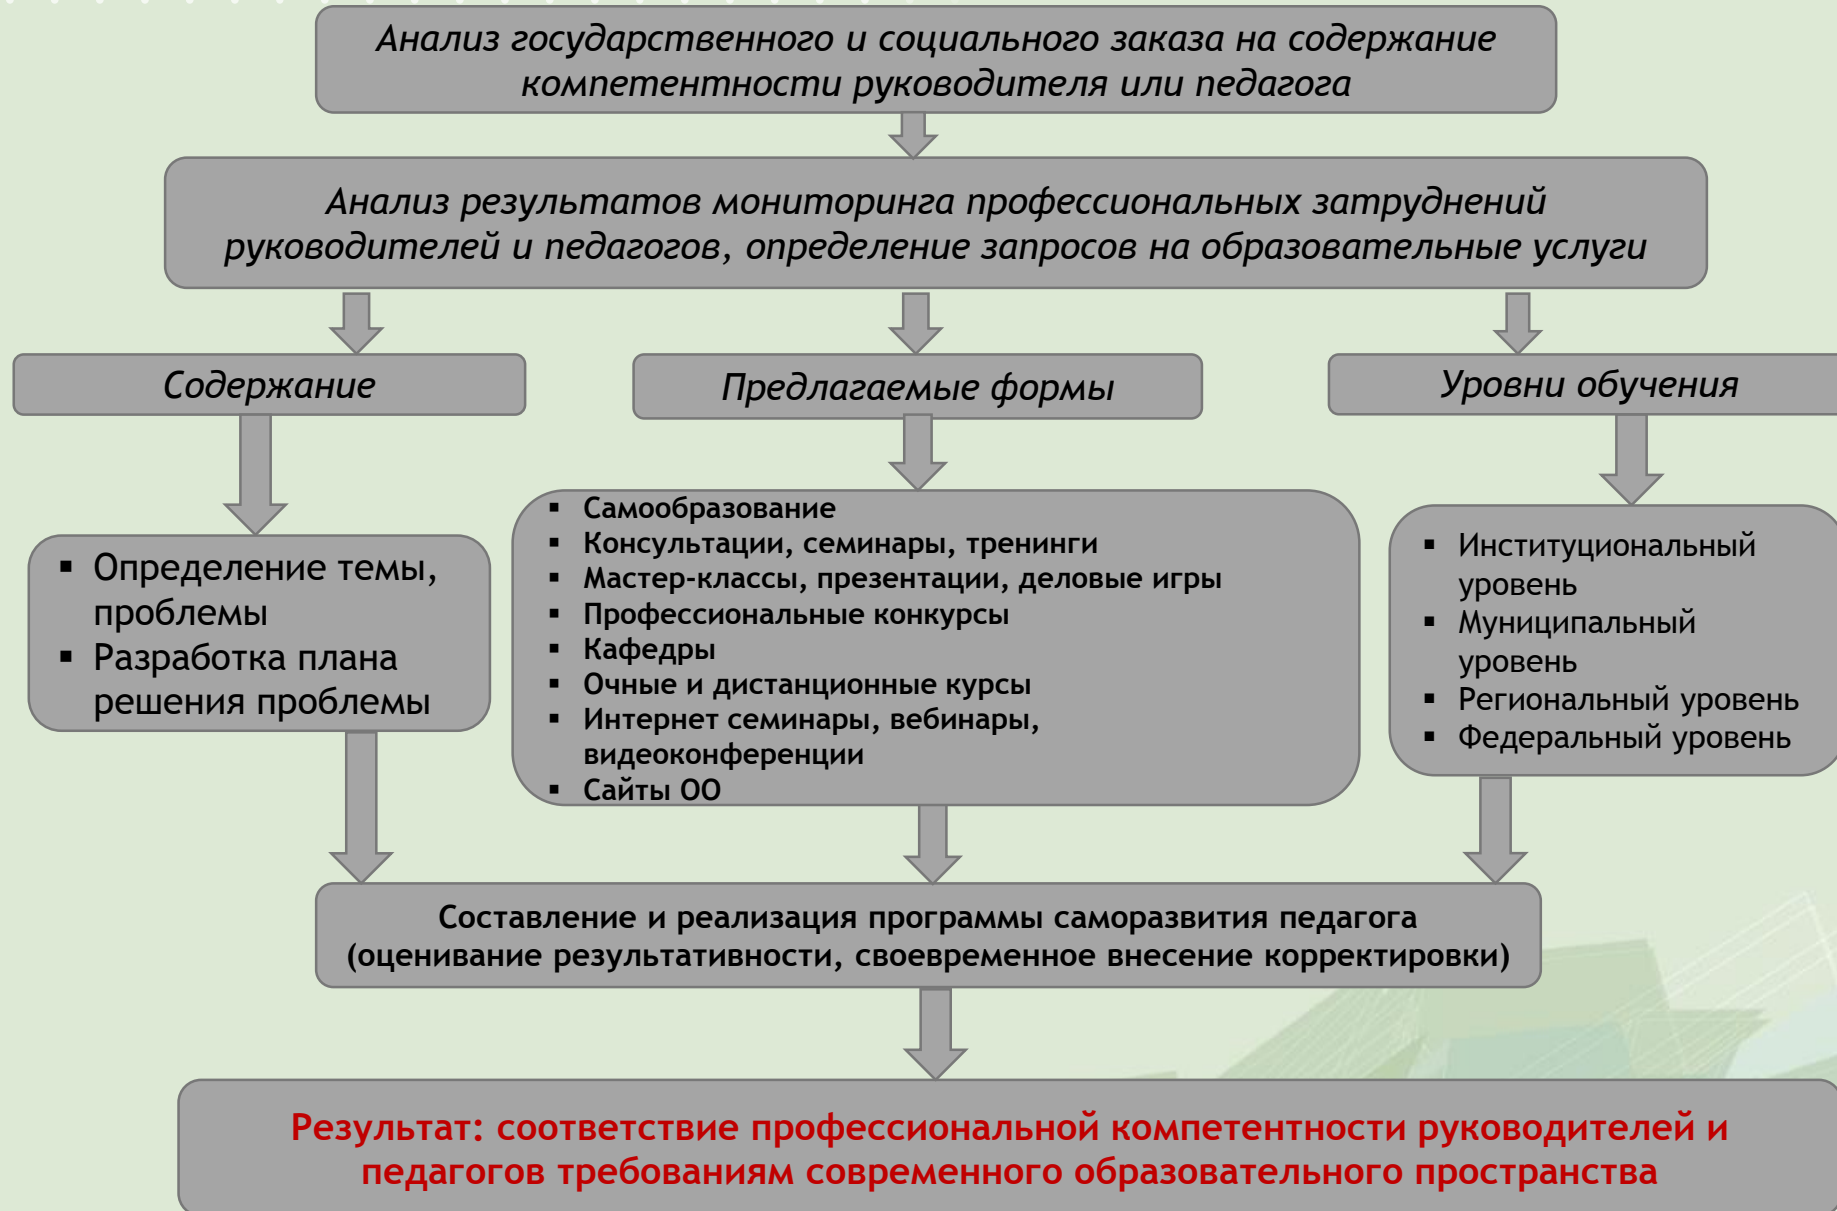 Анализ государственного и социального заказа на содержание
компетентности руководителя или педагога
Анализ результатов мониторинга профессиональных затруднений
руководителей и педагогов, определение запросов на образовательные услуги
Содержание
Предлагаемые формы
Уровни обучения
▪ Определение темы,
проблемы
▪ Разработка плана
решения проблемы
▪ Самообразование
▪ Консультации, семинары, тренинги
▪ Мастер-классы, презентации, деловые игры
▪ Профессиональные конкурсы
▪ Кафедры
▪ Очные и дистанционные курсы
▪ Интернет семинары, вебинары,
видеоконференции
▪ Сайты ОО
▪ Институциональный
уровень
▪ Муниципальный
уровень
▪ Региональный уровень
▪ Федеральный уровень
Составление и реализация программы саморазвития педагога
(оценивание результативности, своевременное внесение корректировки)
Результат: соответствие профессиональной компетентности руководителей и
педагогов требованиям современного образовательного пространства